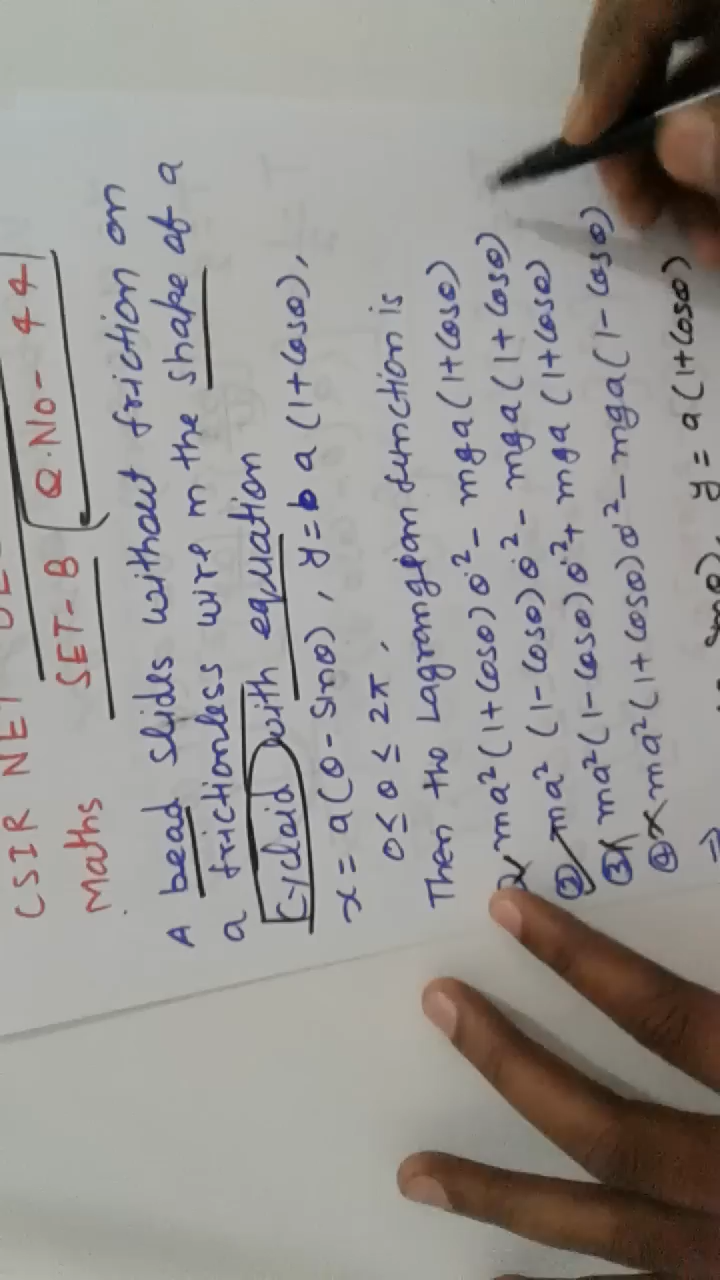 CSIR NET
Maths SET-B Q.No- 44
A bead slides without friction on
a frictionless wire in the shape of a
Cycloid with equation
x = a(θ - sinθ), y = a(1+cosθ),
0 ≤ θ ≤ 2π.
Then the Lagrangian function is
ma²(1+cosθ)θ̇² - mga(1+cosθ)
② ma²(1-cosθ)θ̇² - mga(1+cosθ)
③ ma²(1-cosθ)θ̇² + mga(1+cosθ)
④ ma²(1+cosθ)θ̇² - mga(1-cosθ)
⇒ sinθ), y = a(1+cosθ)